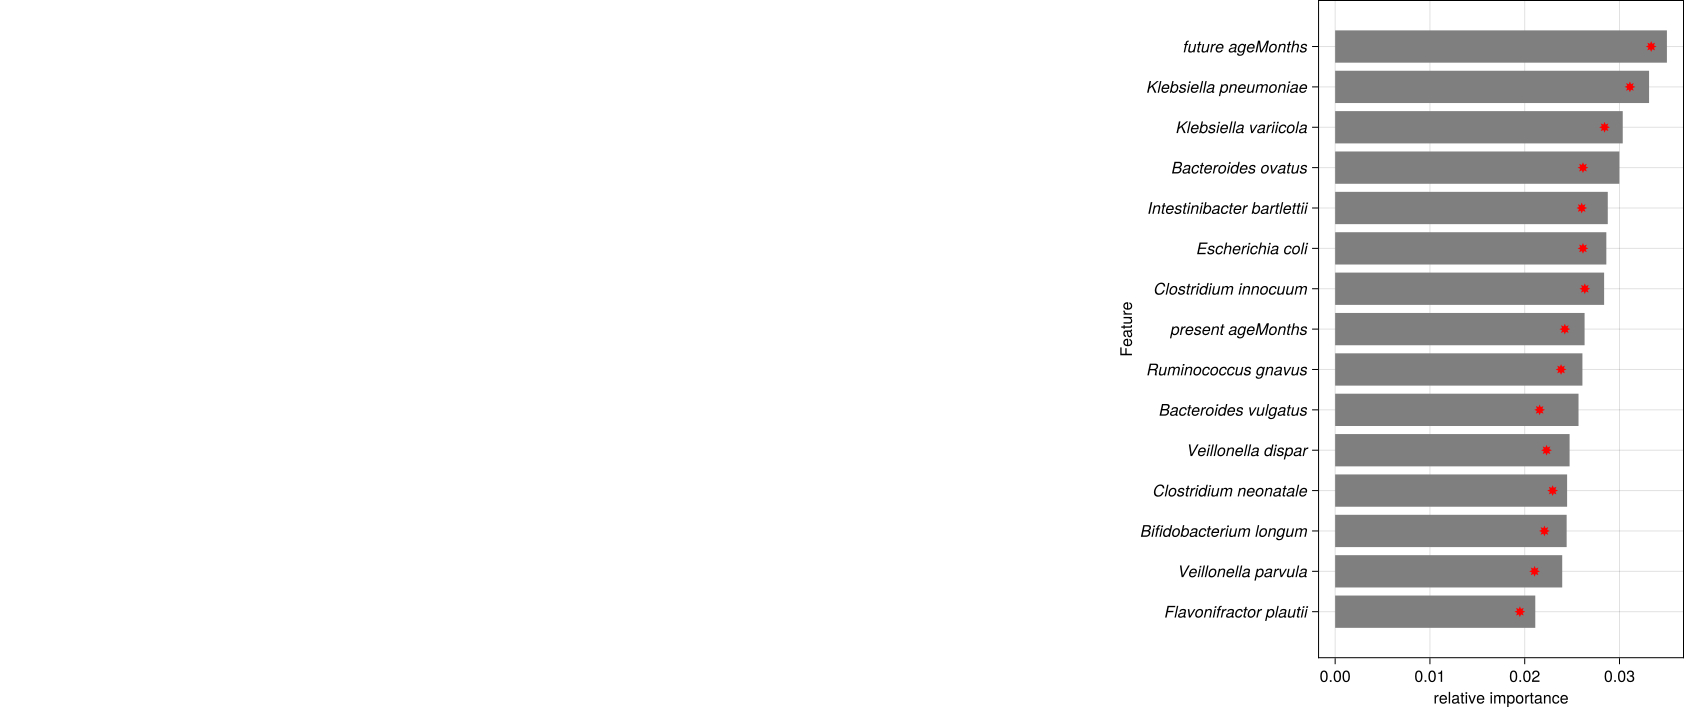 future ageMonths
Klebsiella pneumoniae
Klebsiella variicola
Bacteroides ovatus
Intestinibacter bartlettii
Escherichia coli
Clostridium innocuum
present ageMonths
Ruminococcus gnavus
Bacteroides vulgatus
Veillonella dispar
Clostridium neonatale
Bifidobacterium longum
Veillonella parvula
Flavonifractor plautii
Feature
0.00 0.01 0.02 0.03
relative importance